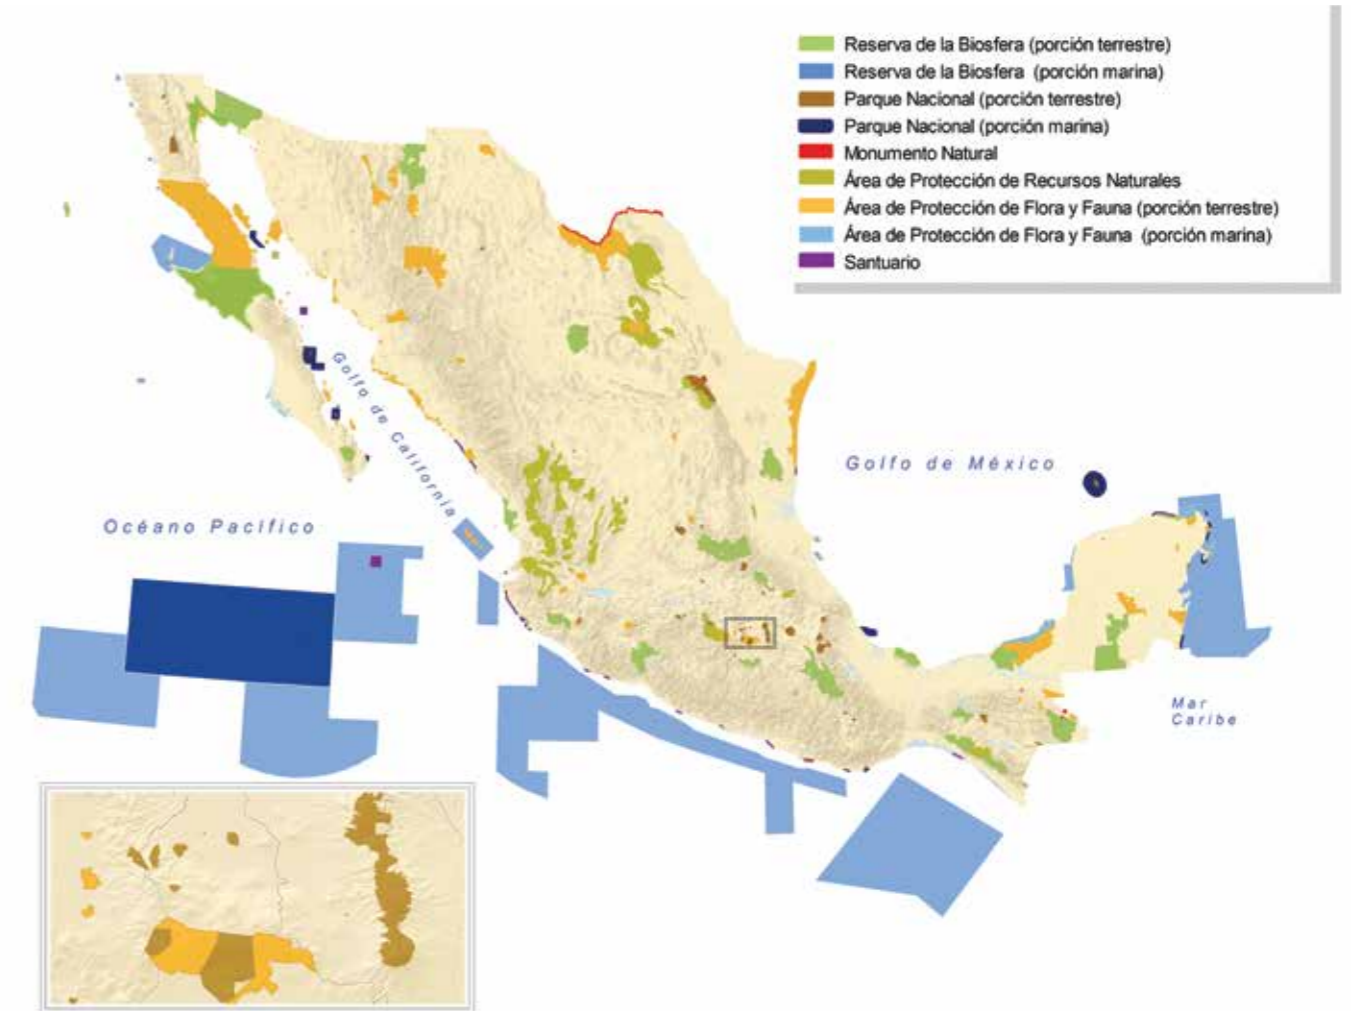 Reserva de la Biosfera (porción terrestre)
Reserva de la Biosfera (porción marina)
Parque Nacional (porción terrestre)
Parque Nacional (porción marina)
Monumento Natural
Área de Protección de Recursos Naturales
Área de Protección de Flora y Fauna (porción terrestre)
Área de Protección de Flora y Fauna (porción marina)
Santuario
Golfo de California
Golfo de México
Océano Pacífico
Mar
Caribe